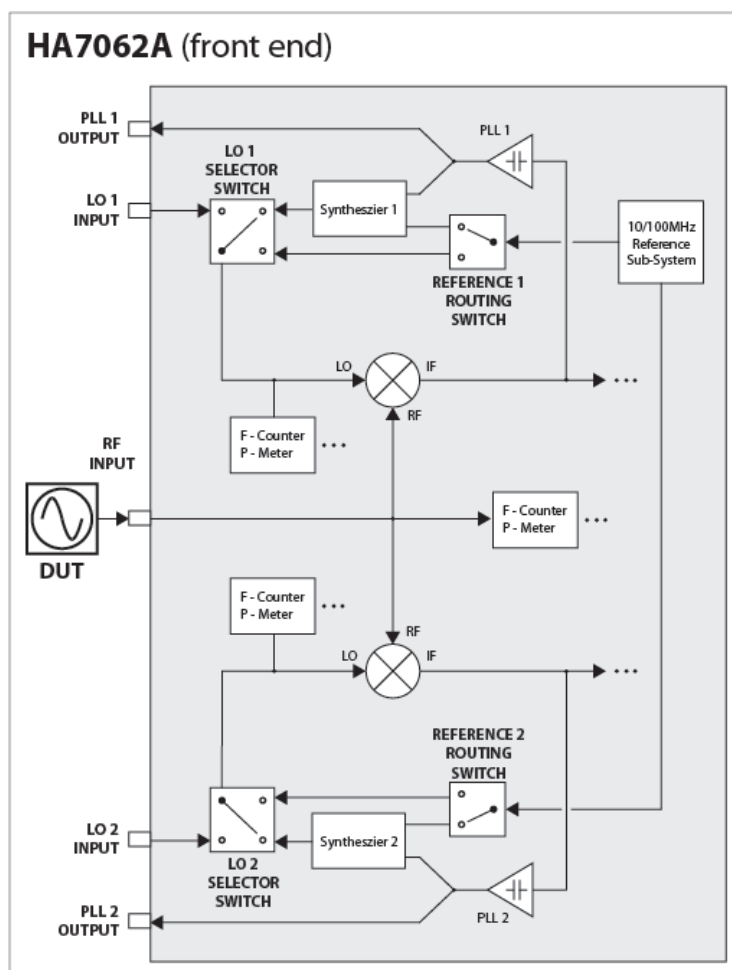 HA7062A (front end)
PLL 1
OUTPUT
PLL 1
LO 1
SELECTOR
SWITCH
LO 1
INPUT
Syntheszier 1
10/100MHz
Reference
Sub-System
REFERENCE 1
ROUTING
SWITCH
LO
IF
RF
F - Counter
P - Meter
RF
INPUT
F - Counter
P - Meter
DUT
F - Counter
P - Meter
RF
LO
IF
REFERENCE 2
ROUTING
SWITCH
LO 2
INPUT
Syntheszier 2
LO 2
SELECTOR
SWITCH
PLL 2
OUTPUT
PLL 2